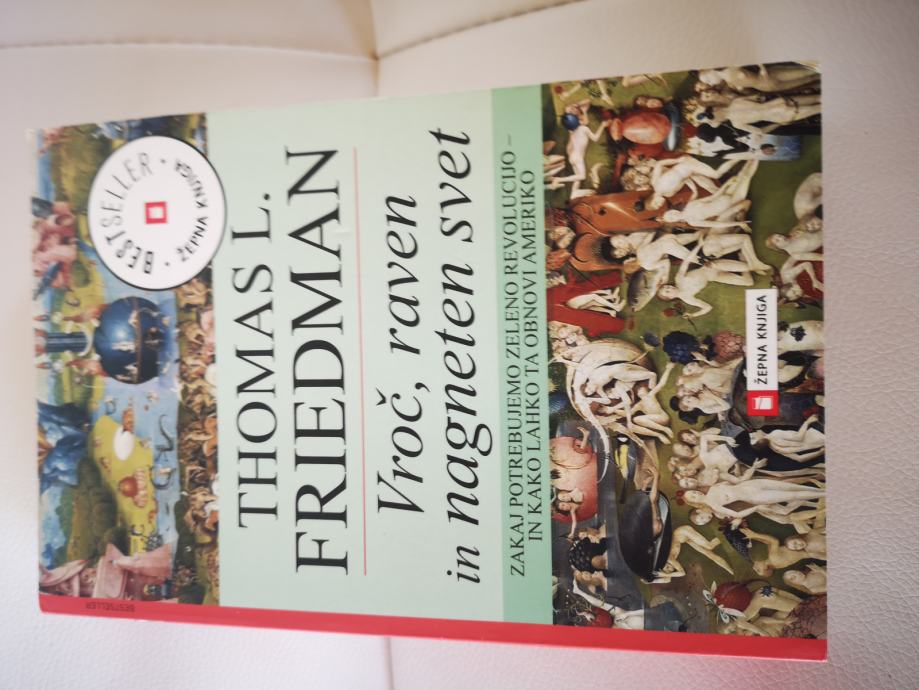 BESTSELLER
ŽEPNA KNJIGA
THOMAS L.
FRIEDMAN
Vroč, raven
in nagneten svet
ZAKAJ POTREBUJEMO ZELENO REVOLUCIJO –
IN KAKO LAHKO TA OBNOVI AMERIKO
ŽEPNA KNJIGA
BESTSELLER